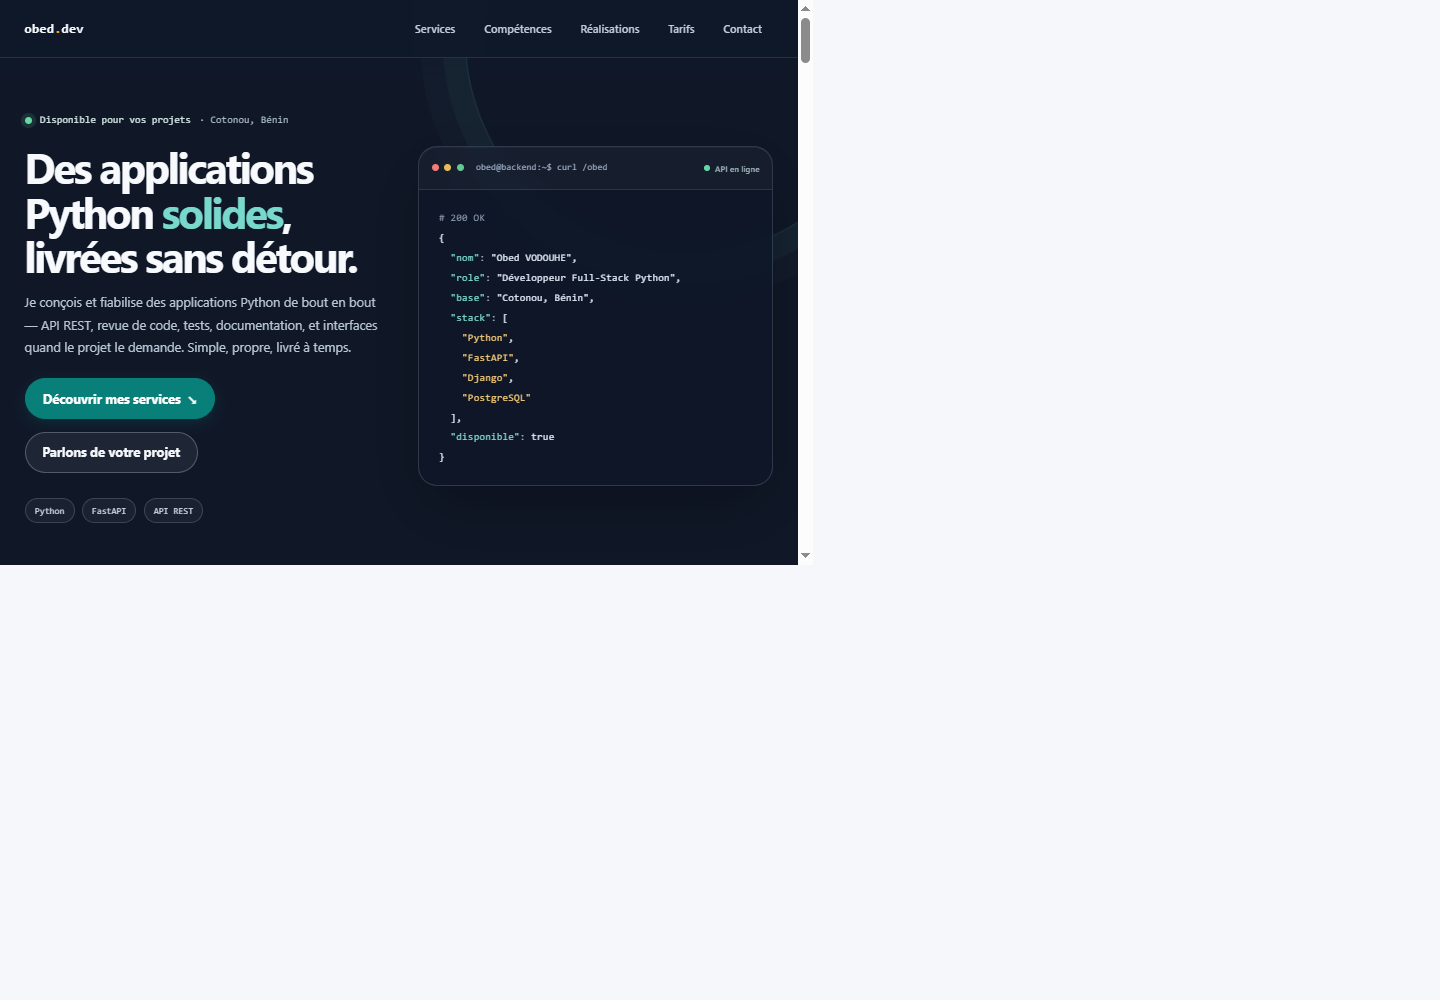 obed.dev
Services Compétences Réalisations Tarifs Contact
Disponible pour vos projets · Cotonou, Bénin
Des applications
Python solides,
livrées sans détour.
Je conçois et fiabilise des applications Python de bout en bout
— API REST, revue de code, tests, documentation, et interfaces
quand le projet le demande. Simple, propre, livré à temps.
Découvrir mes services ↘
Parlons de votre projet
Python FastAPI API REST
obed@backend:~$ curl /obed API en ligne
# 200 OK
{
"nom": "Obed VODOUHE",
"role": "Développeur Full-Stack Python",
"base": "Cotonou, Bénin",
"stack": [
"Python",
"FastAPI",
"Django",
"PostgreSQL"
],
"disponible": true
}